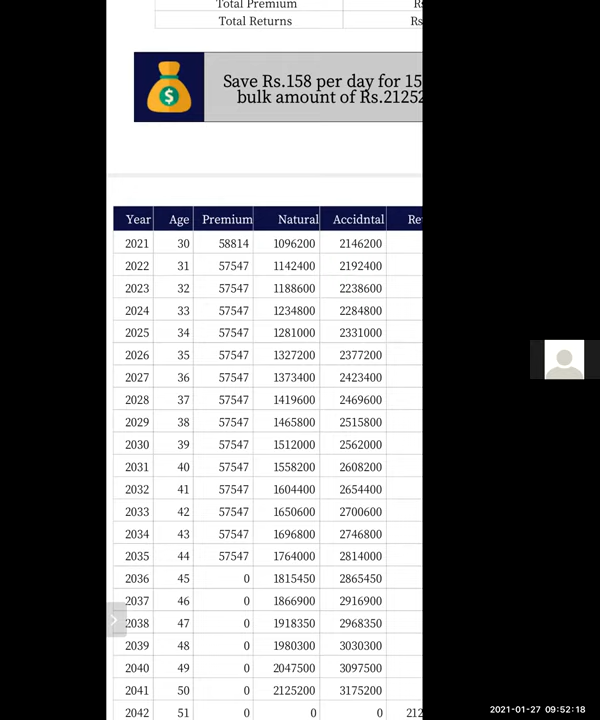 Total Premium Rs
Total Returns Rs
Save Rs.158 per day for 15
bulk amount of Rs.21252
Year Age Premium Natural Accidntal Re
2021 30 58814 1096200 2146200
2022 31 57547 1142400 2192400
2023 32 57547 1188600 2238600
2024 33 57547 1234800 2284800
2025 34 57547 1281000 2331000
2026 35 57547 1327200 2377200
2027 36 57547 1373400 2423400
2028 37 57547 1419600 2469600
2029 38 57547 1465800 2515800
2030 39 57547 1512000 2562000
2031 40 57547 1558200 2608200
2032 41 57547 1604400 2654400
2033 42 57547 1650600 2700600
2034 43 57547 1696800 2746800
2035 44 57547 1764000 2814000
2036 45 0 1815450 2865450
2037 46 0 1866900 2916900
2038 47 0 1918350 2968350
2039 48 0 1980300 3030300
2040 49 0 2047500 3097500
2041 50 0 2125200 3175200
2042 51 0 0 0 212
2021-01-27 09:52:18